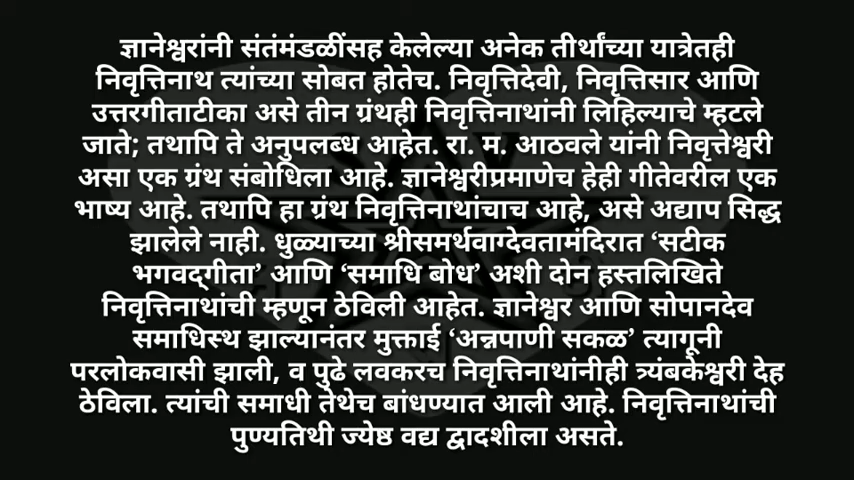 ज्ञानेश्वरांनी संतंमंडळींसह केलेल्या अनेक तीर्थांच्या यात्रेतही
निवृत्तिनाथ त्यांच्या सोबत होतेच. निवृत्तिदेवी, निवृत्तिसार आणि
उत्तरगीताटीका असे तीन ग्रंथही निवृत्तिनाथांनी लिहिल्याचे म्हटले
जाते; तथापि ते अनुपलब्ध आहेत. रा. म. आठवले यांनी निवृत्तेश्वरी
असा एक ग्रंथ संबोधिला आहे. ज्ञानेश्वरीप्रमाणेच हेही गीतेवरील एक
भाष्य आहे. तथापि हा ग्रंथ निवृत्तिनाथांचाच आहे, असे अद्याप सिद्ध
झालेले नाही. धुळ्याच्या श्रीसमर्थवाग्देवतामंदिरात ‘सटीक
भगवद्‌गीता’ आणि ‘समाधि बोध’ अशी दोन हस्तलिखिते
निवृत्तिनाथांची म्हणून ठेविली आहेत. ज्ञानेश्वर आणि सोपानदेव
समाधिस्थ झाल्यानंतर मुक्ताई ‘अन्नपाणी सकळ’ त्यागूनी
परलोकवासी झाली, व पुढे लवकरच निवृत्तिनाथांनीही त्र्यंबकेश्वरी देह
ठेविला. त्यांची समाधी तेथेच बांधण्यात आली आहे. निवृत्तिनाथांची
पुण्यतिथी ज्येष्ठ वद्य द्वादशीला असते.